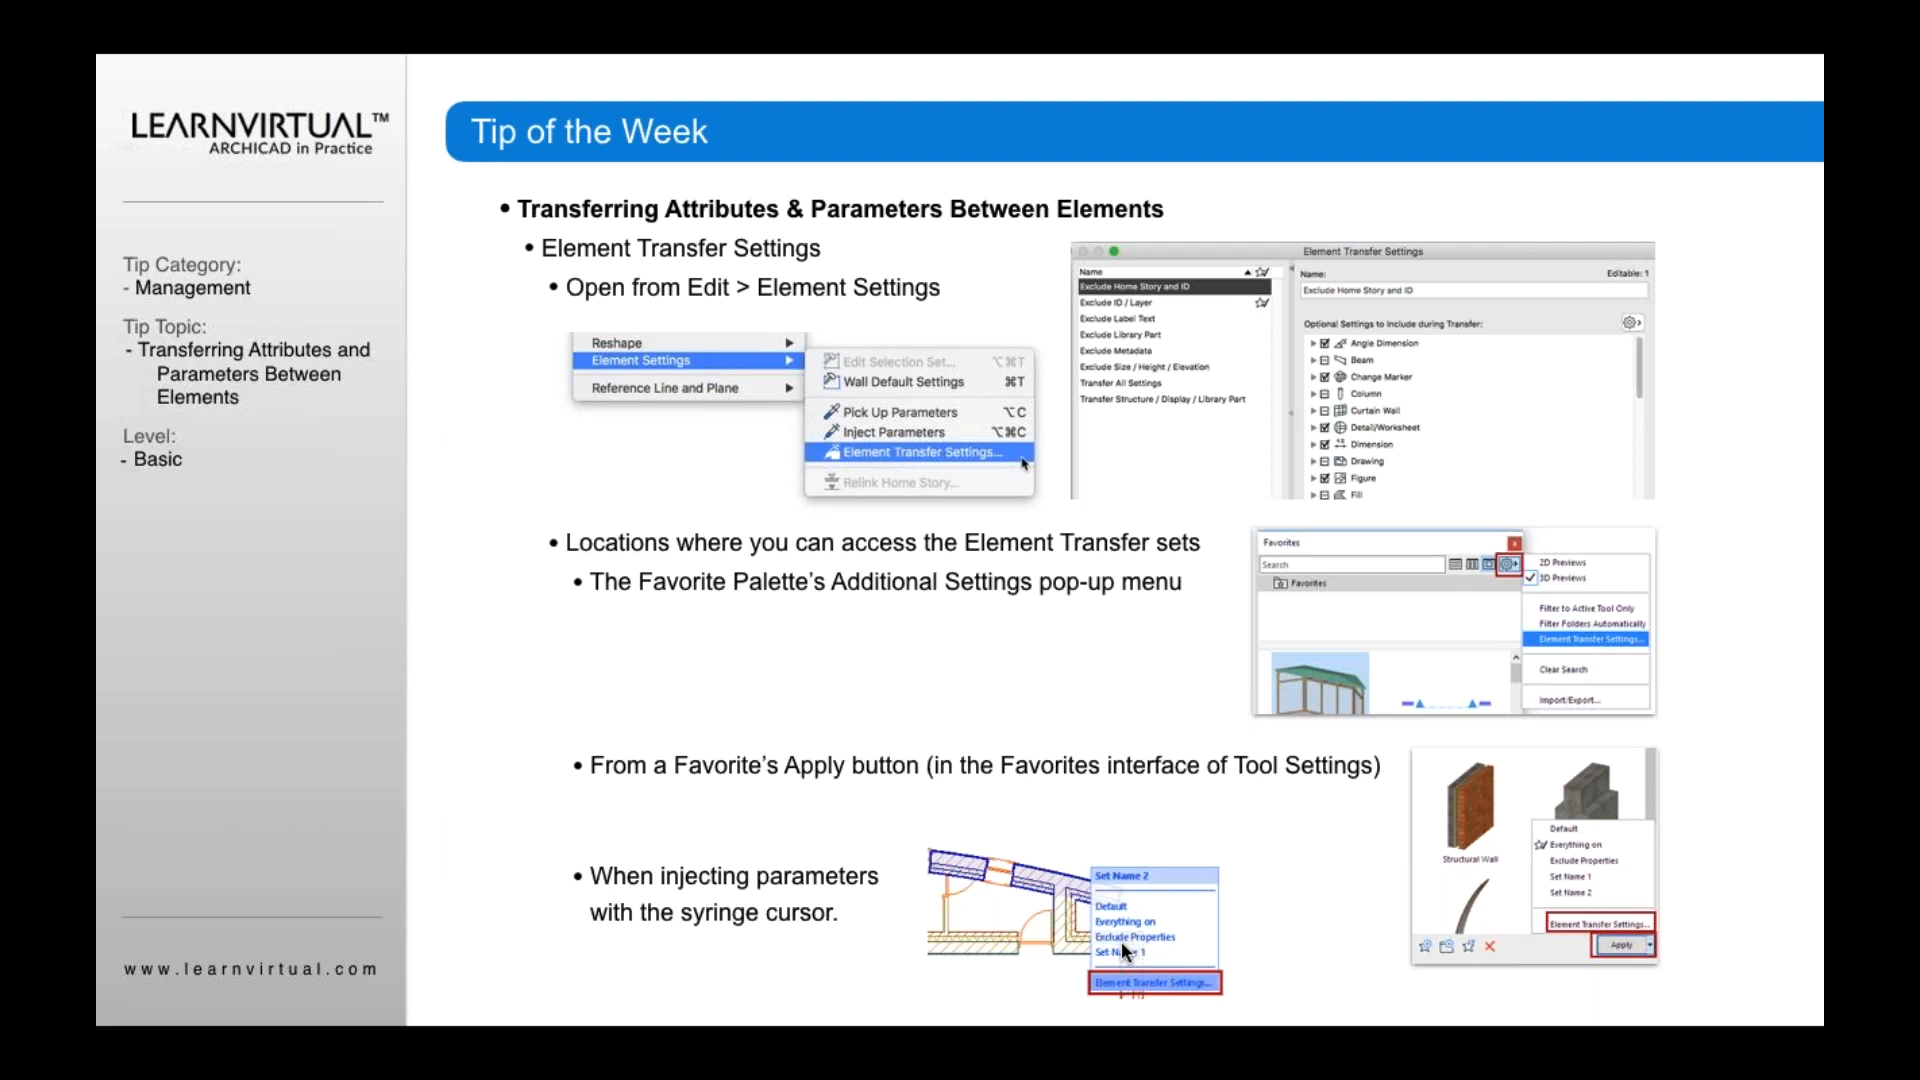 LEARNVIRTUAL™
ARCHICAD in Practice
Tip Category:
- Management
Tip Topic:
- Transferring Attributes and
Parameters Between
Elements
Level:
- Basic
www.learnvirtual.com
Tip of the Week
• Transferring Attributes & Parameters Between Elements
• Element Transfer Settings
• Open from Edit > Element Settings
Reshape
Element Settings
Reference Line and Plane
Edit Selection Set... ⌥⌘T
Wall Default Settings ⌘T
Pick Up Parameters ⌥C
Inject Parameters ⌥⌘C
Element Transfer Settings...
Relink Home Story...
Element Transfer Settings
Name
Exclude Home Story and ID
Exclude ID / Layer
Exclude Label Text
Exclude Library Part
Exclude Metadata
Exclude Size / Height / Elevation
Transfer All Settings
Transfer Structure / Display / Library Part
Name: Editable: 1
Exclude Home Story and ID
Optional Settings to Include during Transfer:
Angle Dimension
Beam
Change Marker
Column
Curtain Wall
Detail/Worksheet
Dimension
Drawing
Figure
Fill
• Locations where you can access the Element Transfer sets
• The Favorite Palette's Additional Settings pop-up menu
Favorites
Search
Favorites
2D Previews
3D Previews
Filter to Active Tool Only
Filter Folders Automatically
Element Transfer Settings...
Clear Search
Import/Export...
• From a Favorite's Apply button (in the Favorites interface of Tool Settings)
Structural Wall
Default
Everything on
Exclude Properties
Set Name 1
Set Name 2
Element Transfer Settings...
Apply
• When injecting parameters
with the syringe cursor.
Set Name 2
Default
Everything on
Exclude Properties
Set Name 1
Element Transfer Settings...